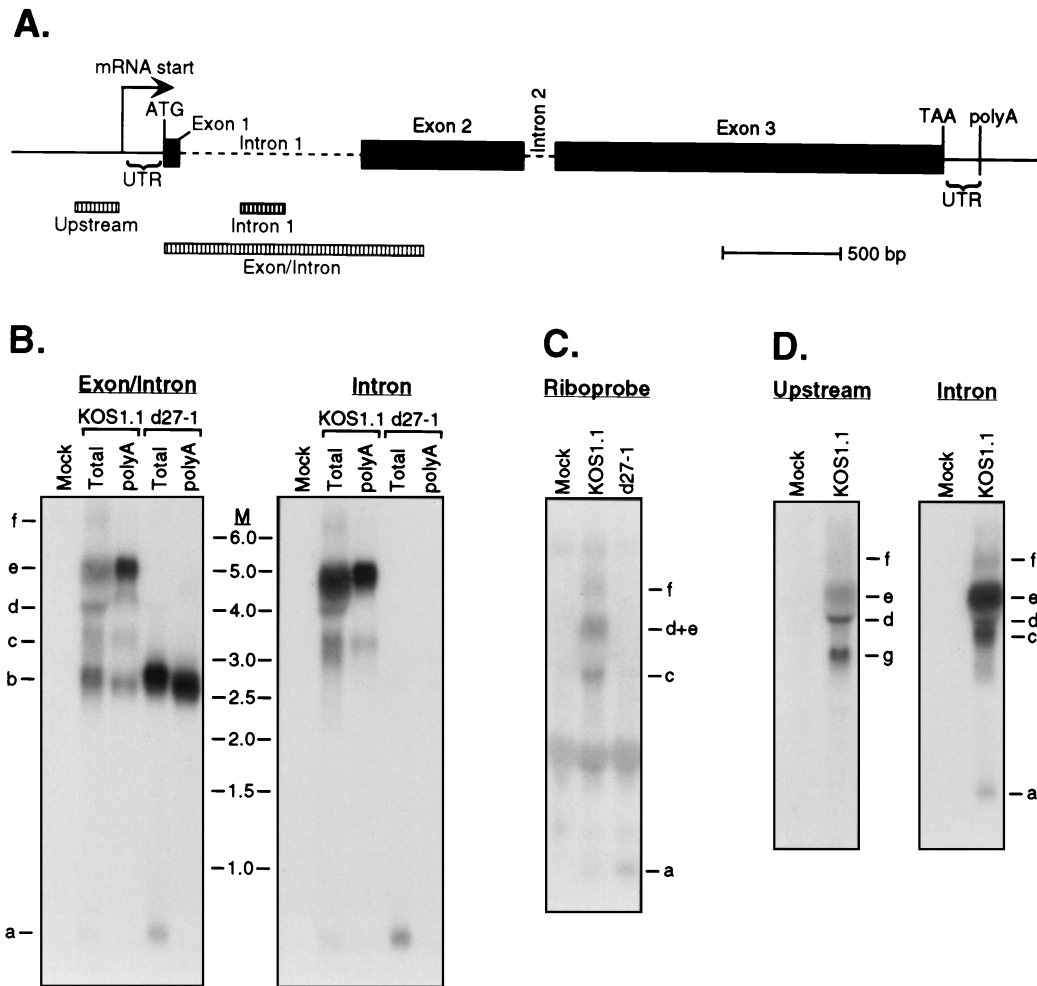 A.
mRNA start
ATG
Exon 1
Intron 1
Exon 2
Intron 2
Exon 3
TAA
polyA
UTR
UTR
Upstream
Intron 1
Exon/Intron
500 bp
B.
Exon/Intron
KOS1.1 d27-1
Mock
Total
polyA
Total
polyA
f
e
d
c
b
a
M
6.0
5.0
4.0
3.0
2.5
2.0
1.5
1.0
Intron
KOS1.1 d27-1
Mock
Total
polyA
Total
polyA
C.
Riboprobe
Mock
KOS1.1
d27-1
f
d+e
c
a
D.
Upstream
Mock
KOS1.1
f
e
d
g
Intron
Mock
KOS1.1
f
e
d
c
a